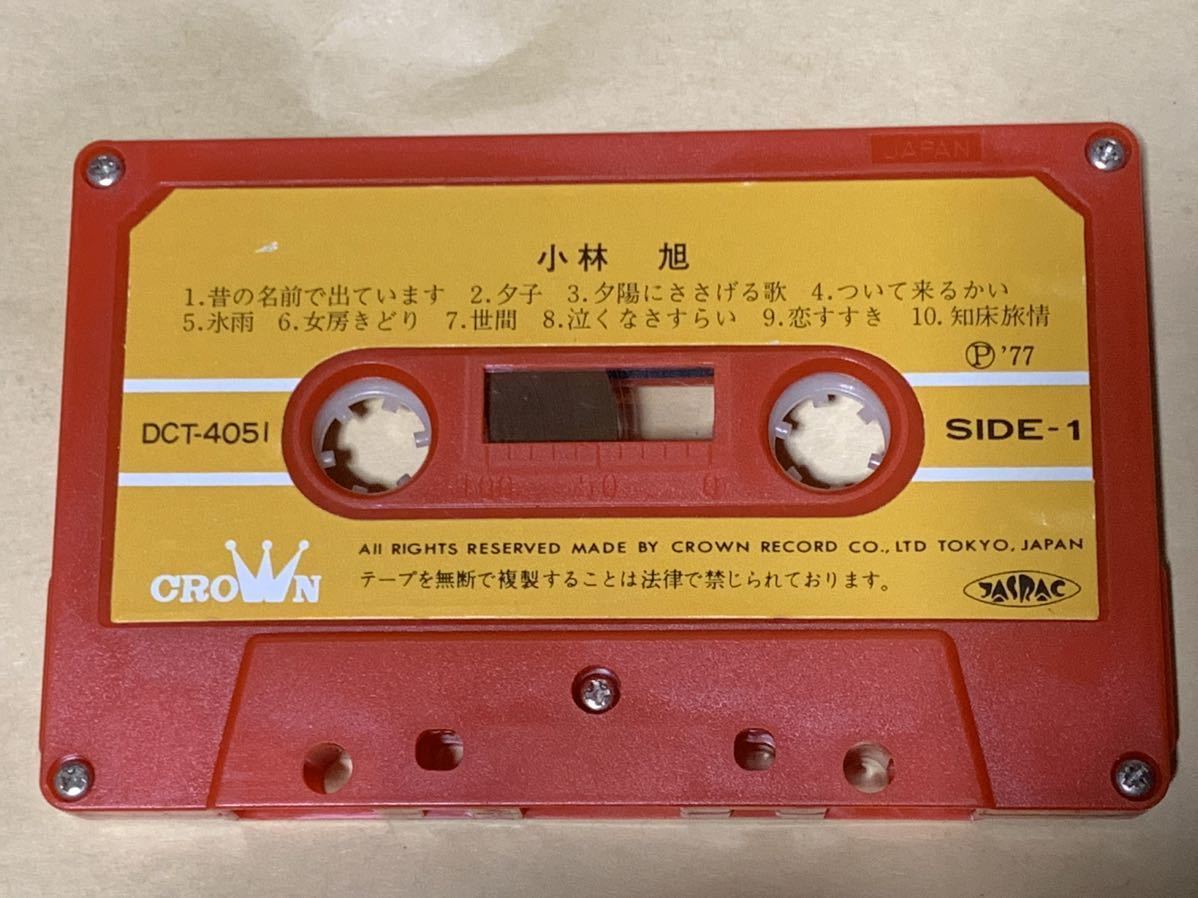 JAPAN
小林 旭
1.昔の名前で出ています 2.夕子 3.夕陽にささげる歌 4.ついて来るかい
5.氷雨 6.女房きどり 7.世間 8.泣くなさすらい 9.恋すすき 10.知床旅情
Ⓟ'77
DCT-4051
SIDE-1
100 50 0
CROWN
All RIGHTS RESERVED MADE BY CROWN RECORD CO., LTD TOKYO, JAPAN
テープを無断で複製することは法律で禁じられております。
JASRAC